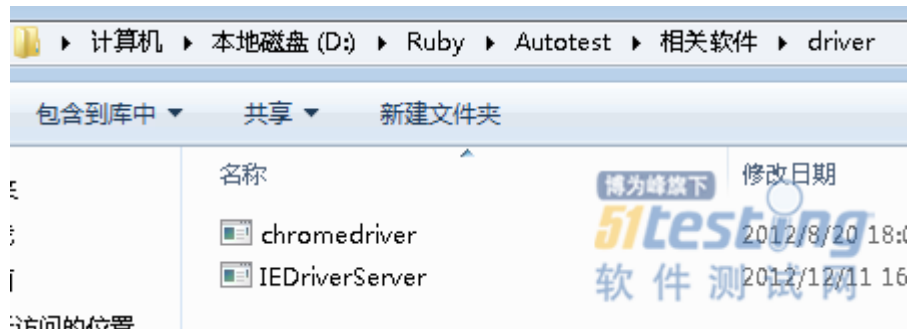 计算机 ▸ 本地磁盘 (D:) ▸ Ruby ▸ Autotest ▸ 相关软件 ▸ driver
包含到库中 ▾ 共享 ▾ 新建文件夹
名称 修改日期
博为峰旗下
51testing
软件测试网
chromedriver 2012/8/20 18:
IEDriverServer 2012/12/11 16
访问的位置